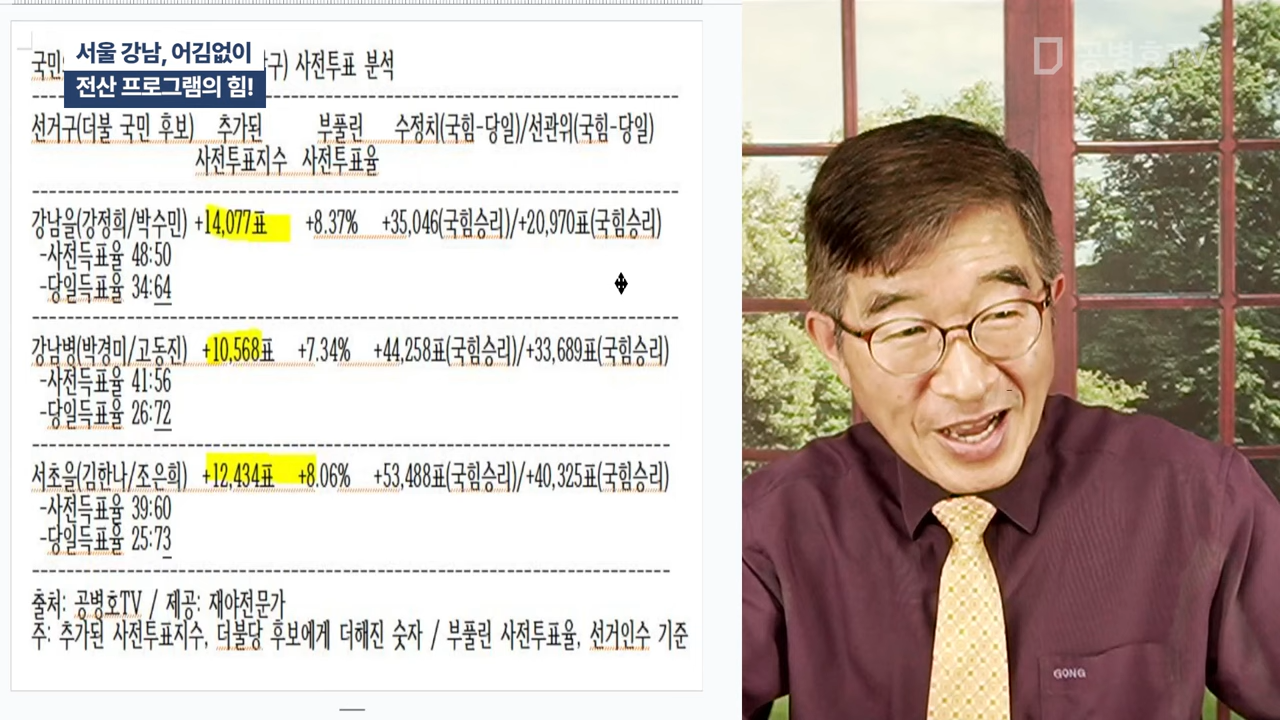 서울 강남, 어김없이
전산 프로그램의 힘!
국민 구) 사전투표 분석
선거구(더불 국민 후보) 추가된 부풀린 수정치(국힘-당일)/선관위(국힘-당일)
사전투표지수 사전투표율
강남을(강정희/박수민) +14,077표 +8.37% +35,046(국힘승리)/+20,970표(국힘승리)
-사전득표율 48:50
-당일득표율 34:64
강남병(박경미/고동진) +10,568표 +7.34% +44,258표(국힘승리)/+33,689표(국힘승리)
-사전득표율 41:56
-당일득표율 26:72
서초을(김한나/조은희) +12,434표 +8.06% +53,488표(국힘승리)/+40,325표(국힘승리)
-사전득표율 39:60
-당일득표율 25:73
출처: 공병호TV / 제공: 재야전문가
주: 추가된 사전투표지수, 더불당 후보에게 더해진 숫자 / 부풀린 사전투표율, 선거인수 기준
공병호TV
GONG